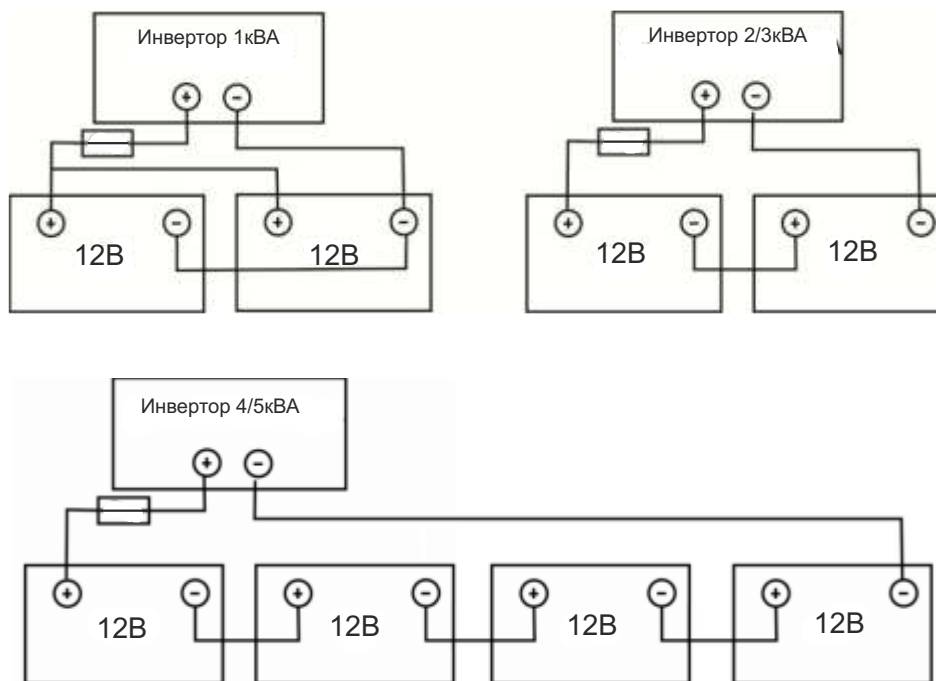 Инвертор 1кВА
Инвертор 2/3кВА
+ −
+ −
+ − + −
+ − + −
12В 12В
12В 12В
Инвертор 4/5кВА
+ −
+ − + − + − + −
12В 12В 12В 12В